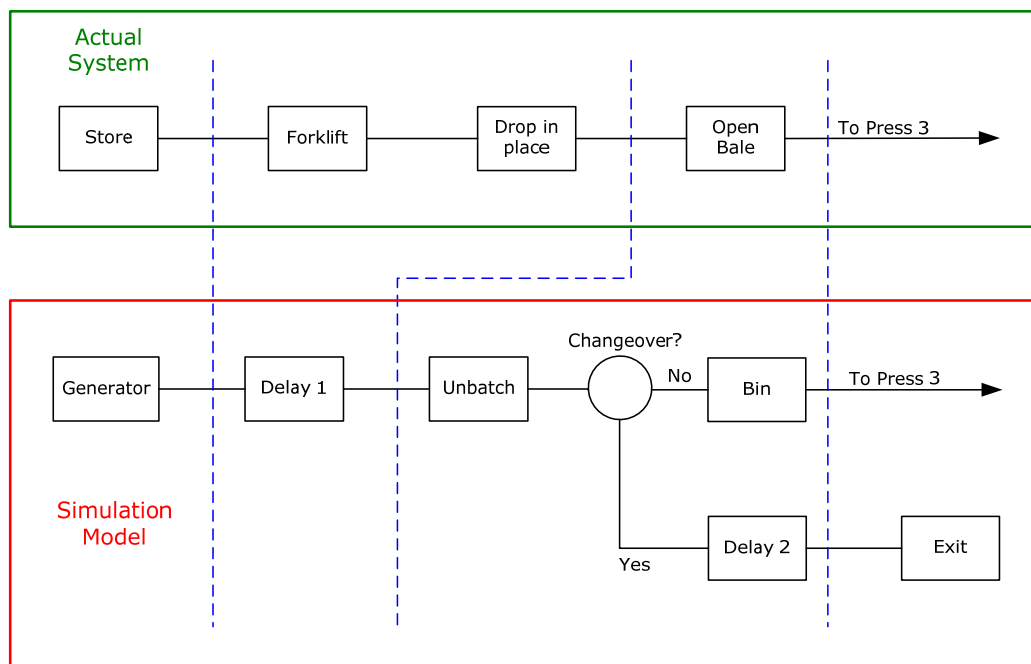 Actual
System
Store
Forklift
Drop in
place
Open
Bale
To Press 3
Changeover?
Generator
Delay 1
Unbatch
No
Bin
To Press 3
Simulation
Model
Yes
Delay 2
Exit